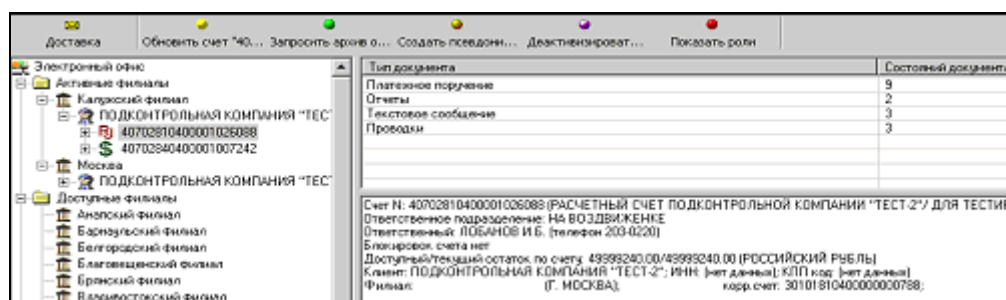 Доставка
Обновить счет "40... Запросить архив о... Создать псевдони... Деактивизироват... Показать роли
Электронный офис
Активные филиалы
Калужский филиал
ПОДКОНТРОЛЬНАЯ КОМПАНИЯ "ТЕС
40702810400001026088
40702840400001007242
Москва
ПОДКОНТРОЛЬНАЯ КОМПАНИЯ "ТЕС
Доступные филиалы
Анапский филиал
Барнаульский филиал
Белгородский филиал
Благовещенский филиал
Брянский филиал
Владивостокский филиал
Тип документа Состояний документа
Платежное поручение 9
Отчеты 2
Текстовое сообщение 3
Проводки 3
Счет N: 40702810400001026088 (РАСЧЕТНЫЙ СЧЕТ ПОДКОНТРОЛЬНОЙ КОМПАНИИ "ТЕСТ-2"/ ДЛЯ ТЕСТИР
Ответственное подразделение: НА ВОЗДВИЖЕНКЕ
Ответственный: ЛОБАНОВ И.Б. (телефон 203-0220)
Блокировок счета нет
Доступный/текущий остаток по счету: 49999240.00/49999240.00 (РОССИЙСКИЙ РУБЛЬ)
Клиент: ПОДКОНТРОЛЬНАЯ КОМПАНИЯ "ТЕСТ-2"; ИНН: (нет данных); КПП код: (нет данных)
Филиал: (Г. МОСКВА); корр.счет: 30101810400000000788;